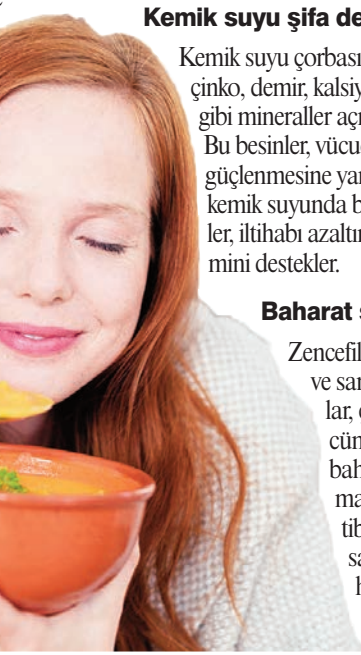 Kemik suyu şifa de
Kemik suyu çorbası
çinko, demir, kalsiy
gibi mineraller açı
Bu besinler, vücu
güçlenmesine yar
kemik suyunda b
ler, iltihabı azaltı
mini destekler.
Baharat s
Zencefil
ve sar
lar,
cün
bah
ma
tib
sa
h